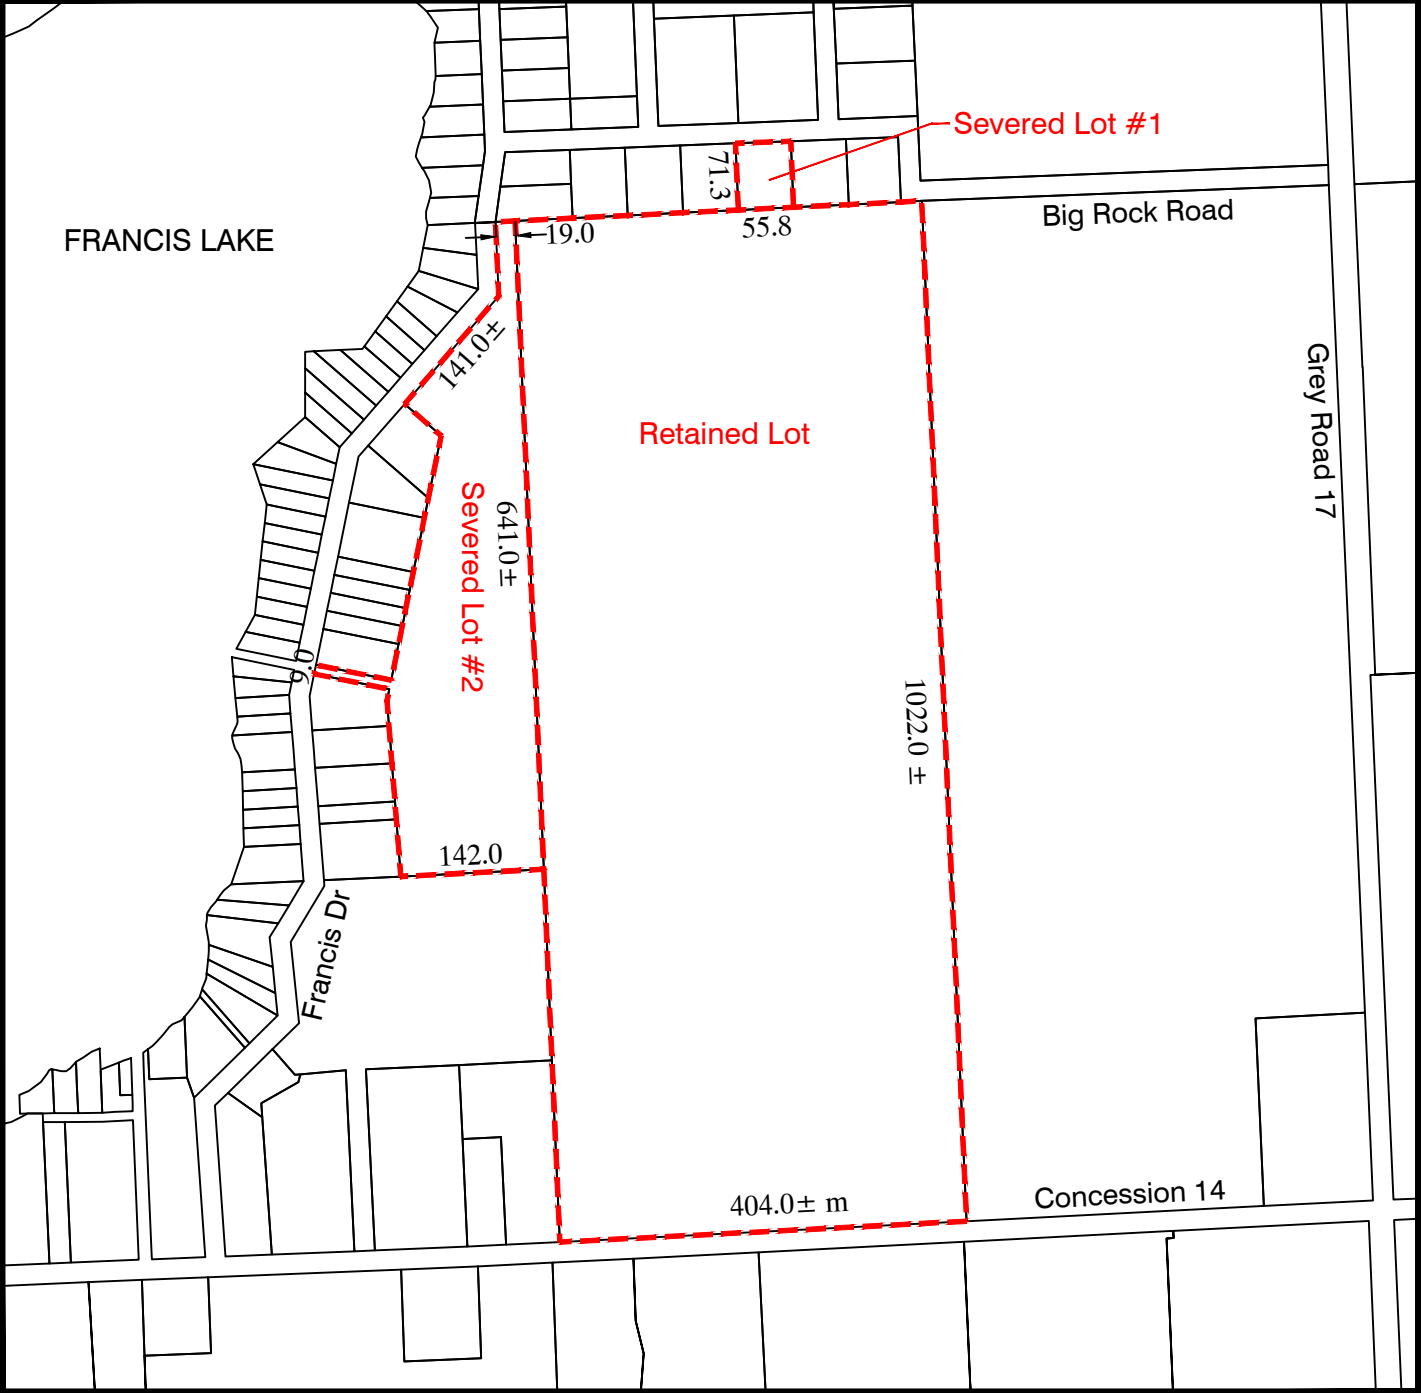 Severed Lot #1
71.3
Big Rock Road
55.8
19.0
FRANCIS LAKE
141.0±
Grey Road 17
Retained Lot
641.0±
Severed Lot #2
9.0
1022.0 ±
142.0
Francis Dr
404.0± m
Concession 14